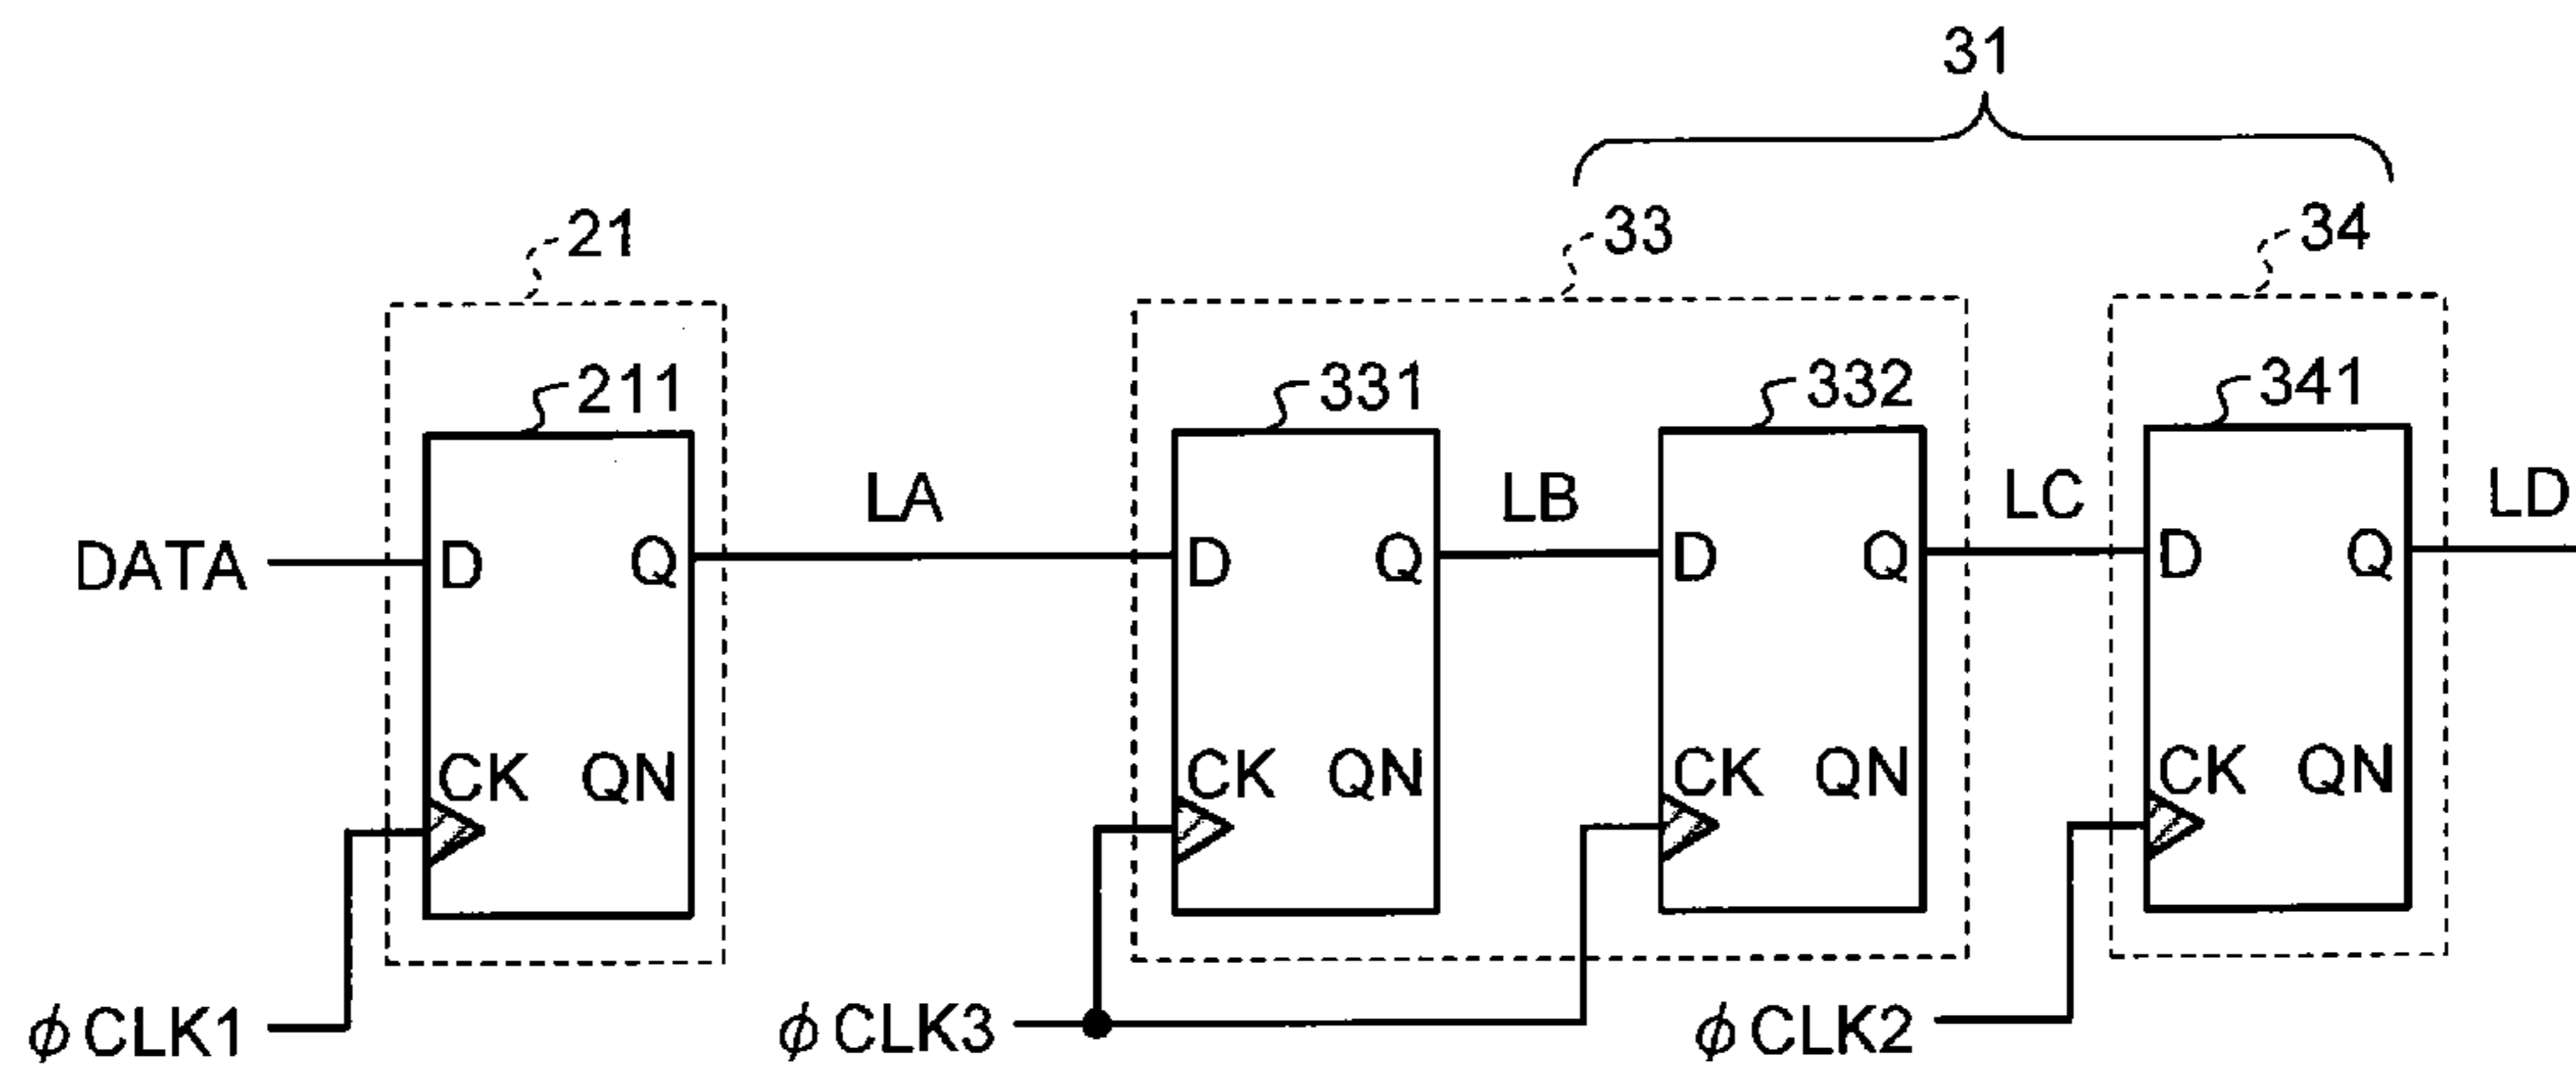 31
21
33
34
211
331
332
341
LA
LB
LC
LD
DATA
D Q
D Q
D Q
D Q
CK QN
CK QN
CK QN
CK QN
φCLK1
φCLK3
φCLK2